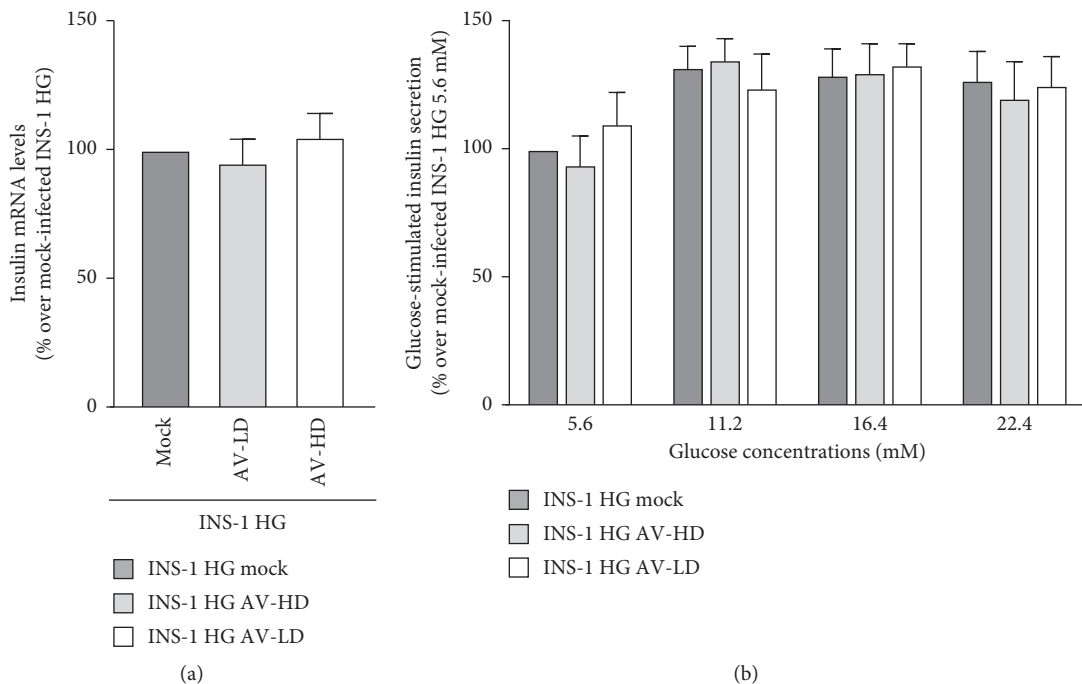 Insulin mRNA levels
(% over mock-infected INS-1 HG)
150
100
50
0
Mock
AV-LD
AV-HD
INS-1 HG
INS-1 HG mock
INS-1 HG AV-HD
INS-1 HG AV-LD
(a)
Glucose-stimulated insulin secretion
(% over mock-infected INS-1 HG 5.6 mM)
150
100
50
0
5.6
11.2
16.4
22.4
Glucose concentrations (mM)
INS-1 HG mock
INS-1 HG AV-HD
INS-1 HG AV-LD
(b)